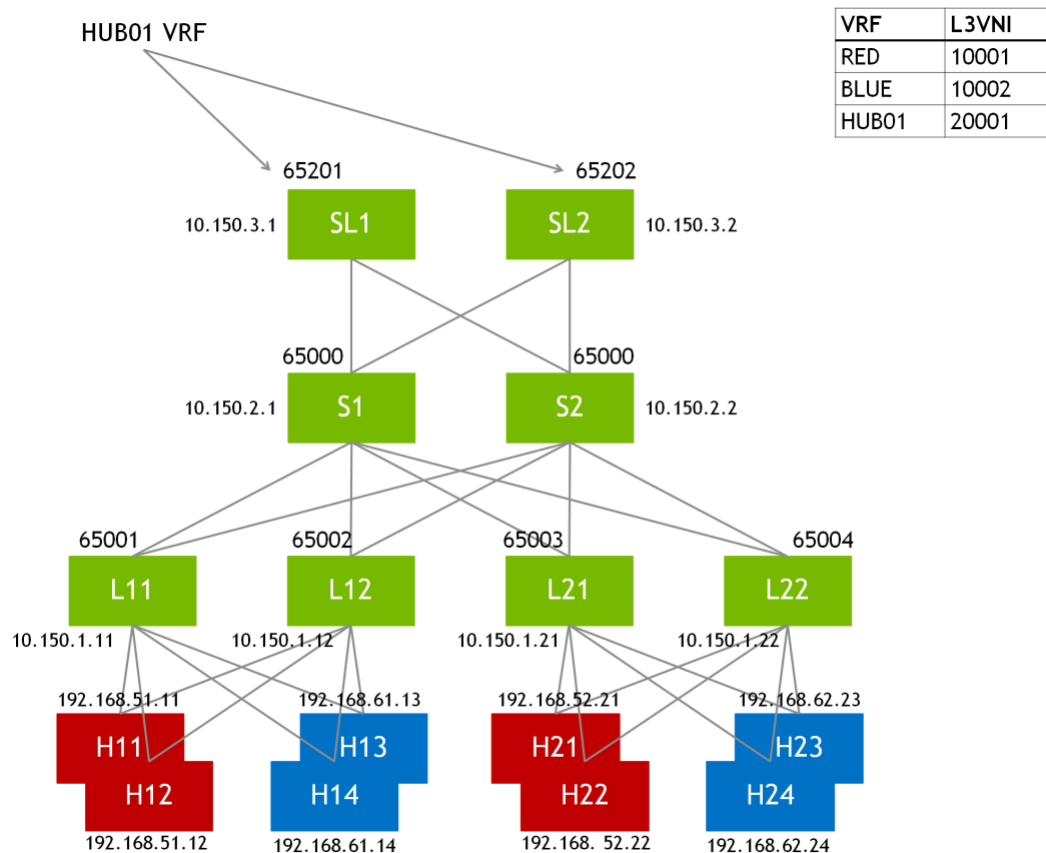 HUB01 VRF
VRF L3VNI
RED 10001
BLUE 10002
HUB01 20001
65201 65202
10.150.3.1 SL1 SL2 10.150.3.2
65000 65000
10.150.2.1 S1 S2 10.150.2.2
65001 65002 65003 65004
L11 L12 L21 L22
10.150.1.11 10.150.1.12 10.150.1.21 10.150.1.22
192.168.51.11 192.168.61.13 192.168.52.21 192.168.62.23
H11 H13 H21 H23
H12 H14 H22 H24
192.168.51.12 192.168.61.14 192.168. 52.22 192.168.62.24